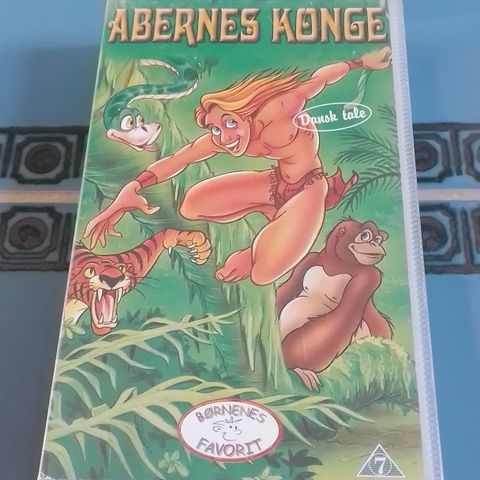 ABERNES KONGE
Dansk tale
BØRNENES
FAVORIT
7